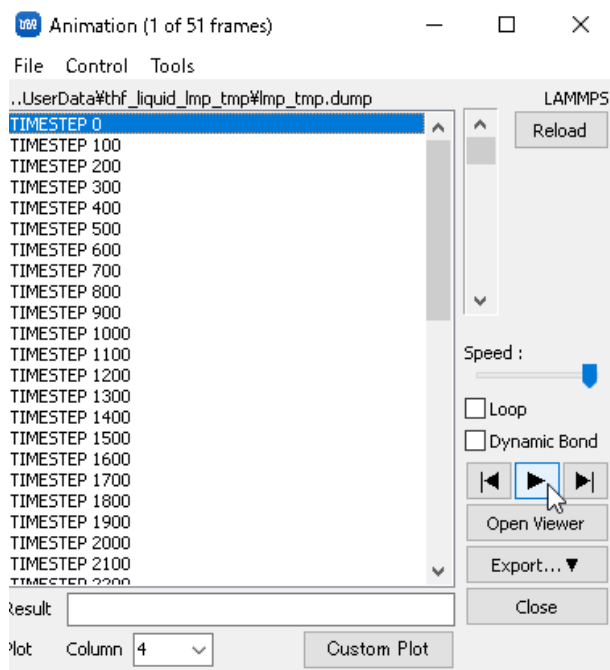 Animation (1 of 51 frames)
File Control Tools
..UserData¥thf_liquid_lmp_tmp¥lmp_tmp.dump
LAMMPS
TIMESTEP 0
Reload
TIMESTEP 100
TIMESTEP 200
TIMESTEP 300
TIMESTEP 400
TIMESTEP 500
TIMESTEP 600
TIMESTEP 700
TIMESTEP 800
TIMESTEP 900
TIMESTEP 1000
TIMESTEP 1100
Speed :
TIMESTEP 1200
TIMESTEP 1300
Loop
TIMESTEP 1400
TIMESTEP 1500
Dynamic Bond
TIMESTEP 1600
TIMESTEP 1700
TIMESTEP 1800
TIMESTEP 1900
Open Viewer
TIMESTEP 2000
TIMESTEP 2100
Export...▼
TIMESTEP 2200
Result
Close
Plot Column 4
Custom Plot